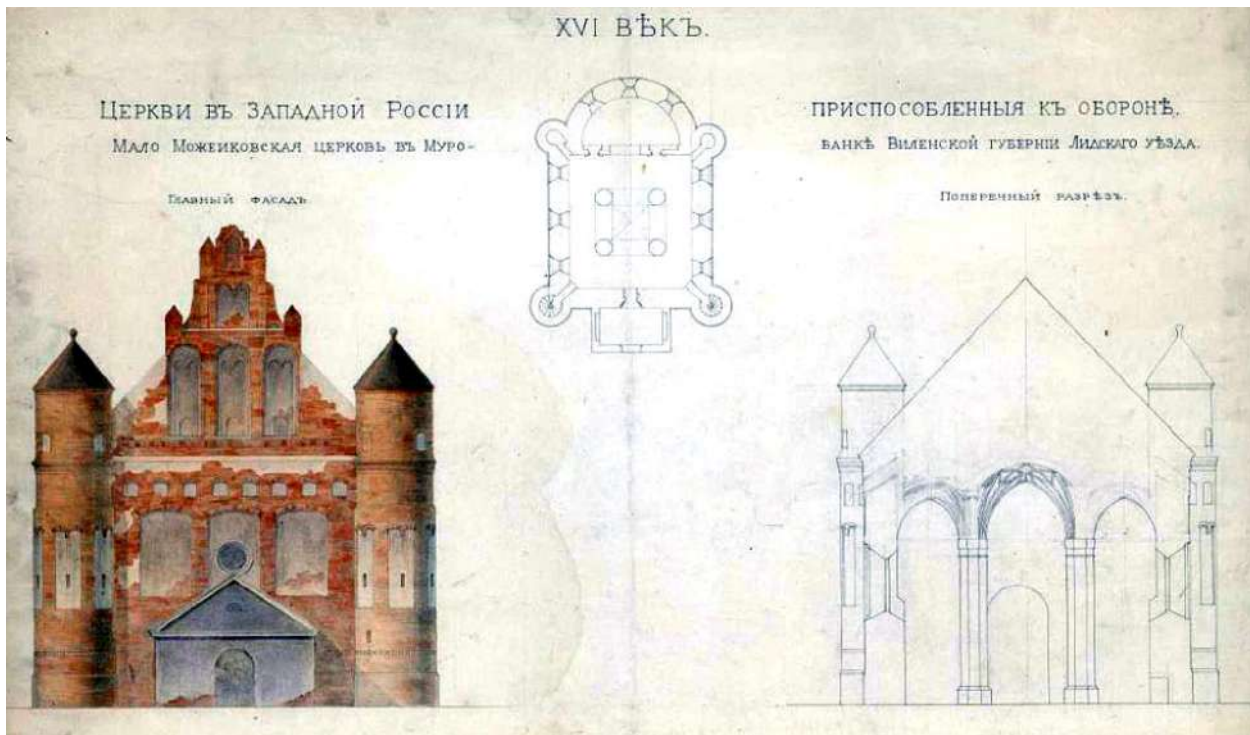 XVI ВѢКЪ.
ЦЕРКВИ ВЪ ЗАПАДНОЙ РОССІИ ПРИСПОСОБЛЕННЫЯ КЪ ОБОРОНѢ.
МАЛО МОЖЕИКОВСКАЯ ЦЕРКОВЬ ВЪ МУРО-ВАНКѢ ВИЛЕНСКОЙ ГУБЕРНІИ ЛИДСКАГО УѢЗДА.
ГЛАВНЫЙ ФАСАДЪ.
ПОПЕРЕЧНЫЙ РАЗРѢЗЪ.